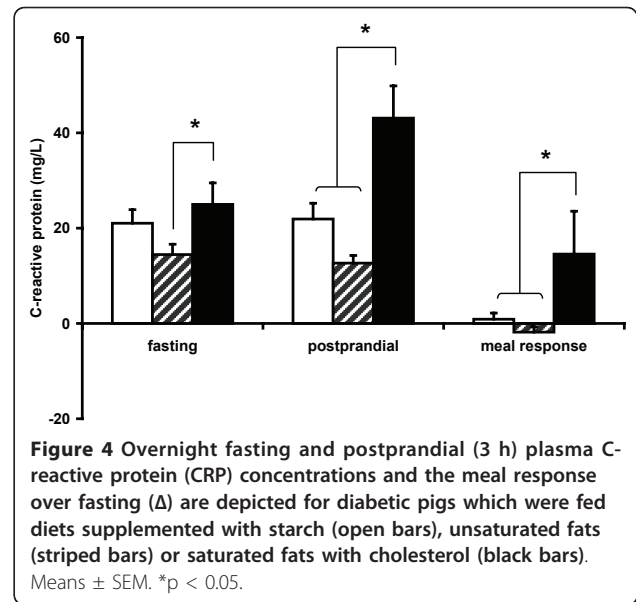 60
*
*
40
*
C-reactive protein (mg/L)
20
0
fasting postprandial meal response
-20
Figure 4 Overnight fasting and postprandial (3 h) plasma C-
reactive protein (CRP) concentrations and the meal response
over fasting (Δ) are depicted for diabetic pigs which were fed
diets supplemented with starch (open bars), unsaturated fats
(striped bars) or saturated fats with cholesterol (black bars).
Means ± SEM. *p < 0.05.